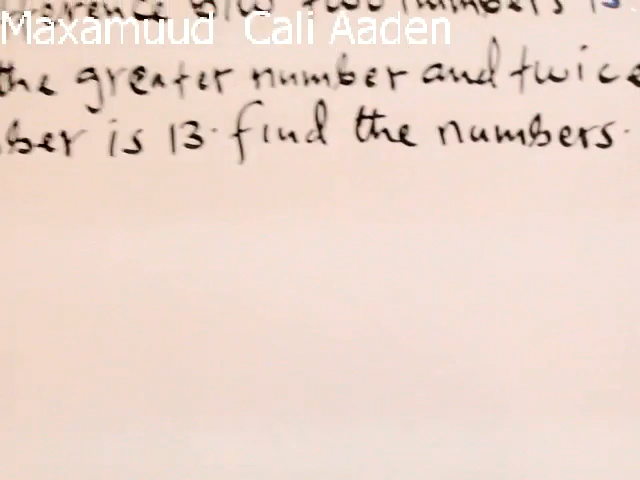 Maxamuud Cali Aaden
the greater number and twice
ber is 13. find the numbers.